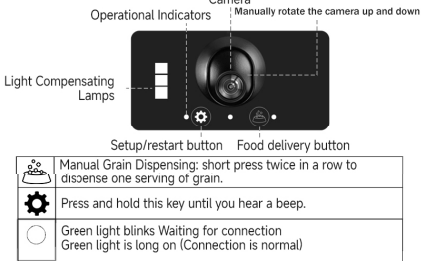 Camera
Operational Indicators
Manually rotate the camera up and down
Light Compensating
Lamps
Setup/restart button
Food delivery button
Manual Grain Dispensing: short press twice in a row to
dispense one serving of grain.
Press and hold this key until you hear a beep.
Green light blinks Waiting for connection
Green light is long on (Connection is normal)